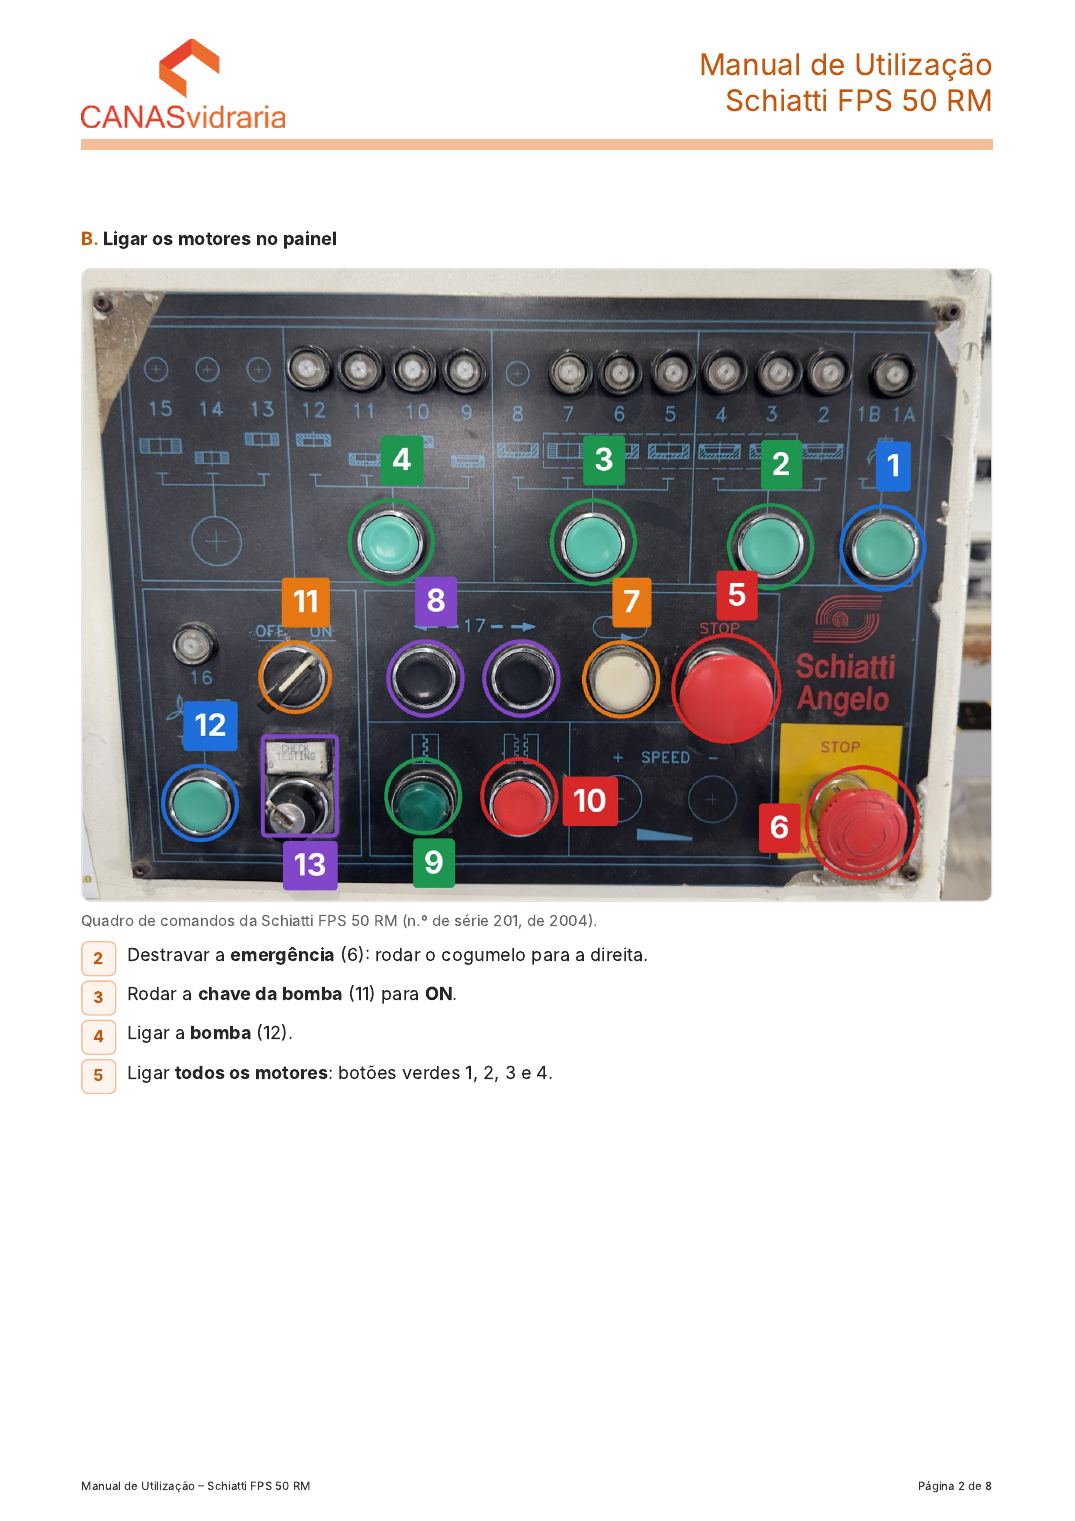 CANASvidraria
Manual de Utilização
Schiatti FPS 50 RM
B. Ligar os motores no painel
15 14 13 12 11 10 9 8 7 6 5 4 3 2 1B 1A
4 3 2 1
11 8 7 5
OFF ON 17 STOP
16
Schiatti
Angelo
12
CHECK
TESTING
+ SPEED -
STOP
10
6
13 9
Quadro de comandos da Schiatti FPS 50 RM (n.º de série 201, de 2004).
2 Destravar a emergência (6): rodar o cogumelo para a direita.
3 Rodar a chave da bomba (11) para ON.
4 Ligar a bomba (12).
5 Ligar todos os motores: botões verdes 1, 2, 3 e 4.
Manual de Utilização – Schiatti FPS 50 RM
Página 2 de 8